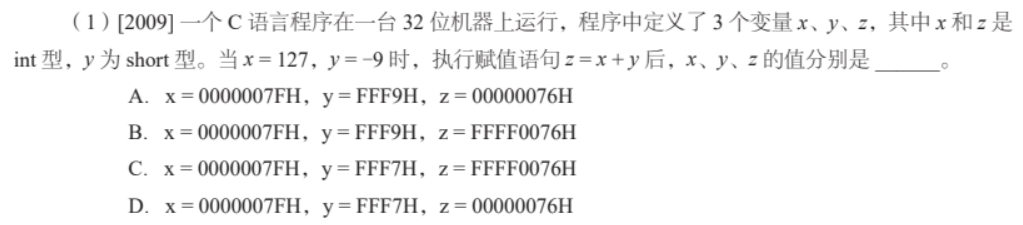 （1）[2009] 一个 C 语言程序在一台 32 位机器上运行，程序中定义了 3 个变量 x、y、z，其中 x 和 z 是
int 型，y 为 short 型。当 x = 127，y = −9 时，执行赋值语句 z = x + y 后，x、y、z 的值分别是 ______。
A. x = 0000007FH，y = FFF9H，z = 00000076H
B. x = 0000007FH，y = FFF9H，z = FFFF0076H
C. x = 0000007FH，y = FFF7H，z = FFFF0076H
D. x = 0000007FH，y = FFF7H，z = 00000076H